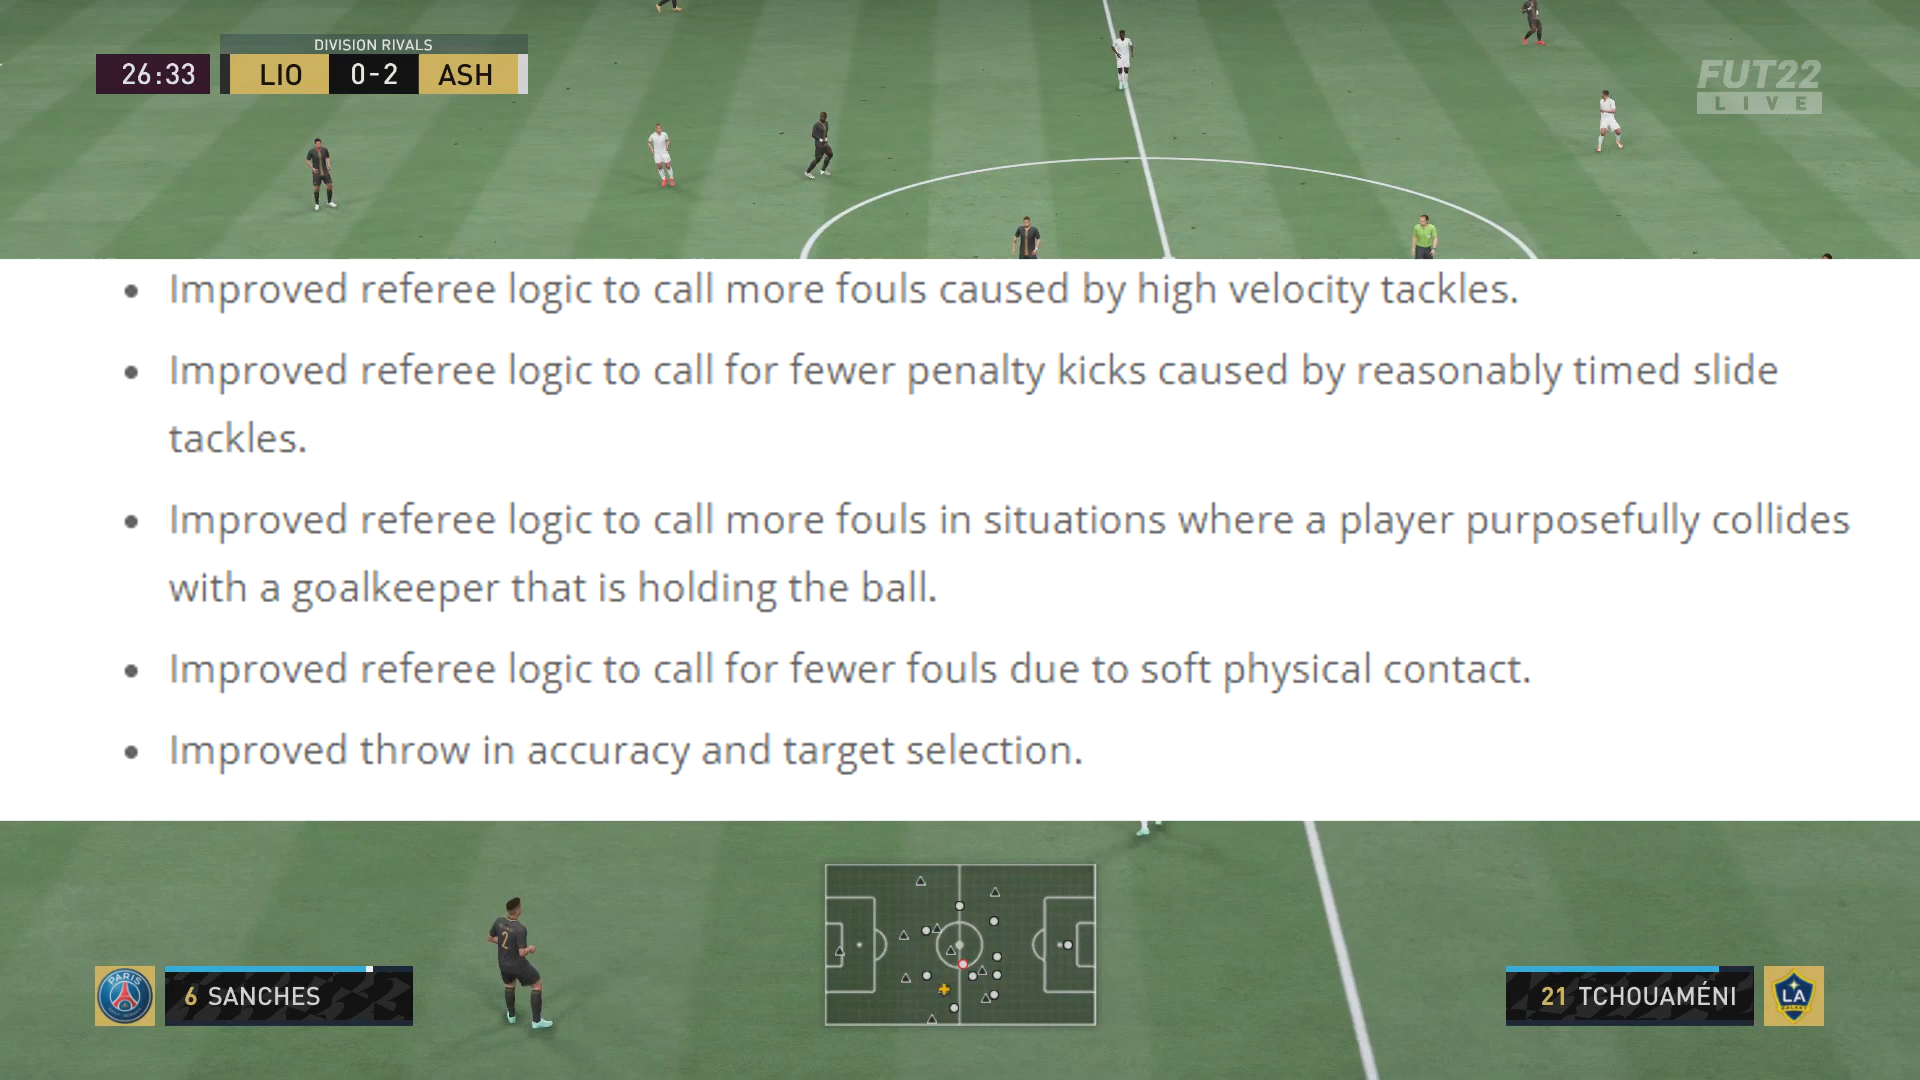 DIVISION RIVALS
26:33 LIO 0-2 ASH
FUT22
LIVE
• Improved referee logic to call more fouls caused by high velocity tackles.
• Improved referee logic to call for fewer penalty kicks caused by reasonably timed slide
tackles.
• Improved referee logic to call more fouls in situations where a player purposefully collides
with a goalkeeper that is holding the ball.
• Improved referee logic to call for fewer fouls due to soft physical contact.
• Improved throw in accuracy and target selection.
2
PARIS
6 SANCHES
21 TCHOUAMÉNI
LA